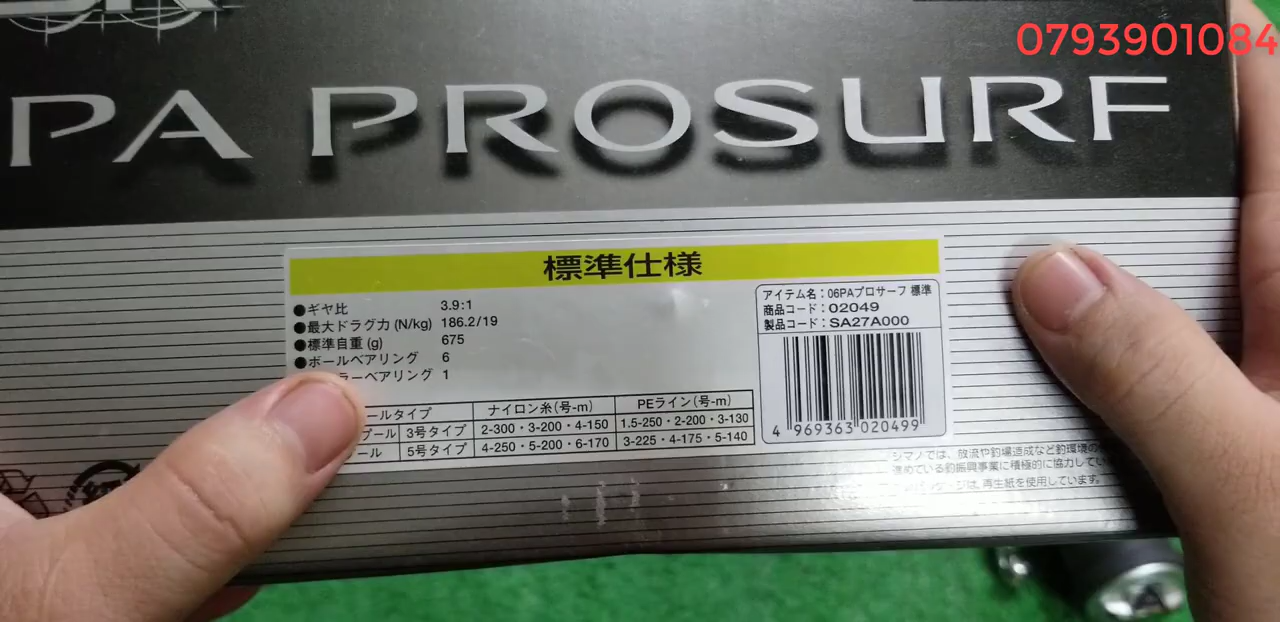 0793901084
PA PROSURF
標準仕様
●ギヤ比 3.9:1
●最大ドラグ力 (N/kg) 186.2/19
●標準自重 (g) 675
●ボールベアリング 6
ラーベアリング 1
ールタイプ ナイロン糸(号-m) PEライン(号-m)
プール 3号タイプ 2-300・3-200・4-150 1.5-250・2-200・3-130
ール 5号タイプ 4-250・5-200・6-170 3-225・4-175・5-140
アイテム名:06PAプロサーフ 標準
商品コード:02049
製品コード:SA27A000
4 969363 020499
シマノでは、放流や釣場造成など釣環境の
進めている釣振興事業に積極的に協力してい
ジは、再生紙を使用しています。